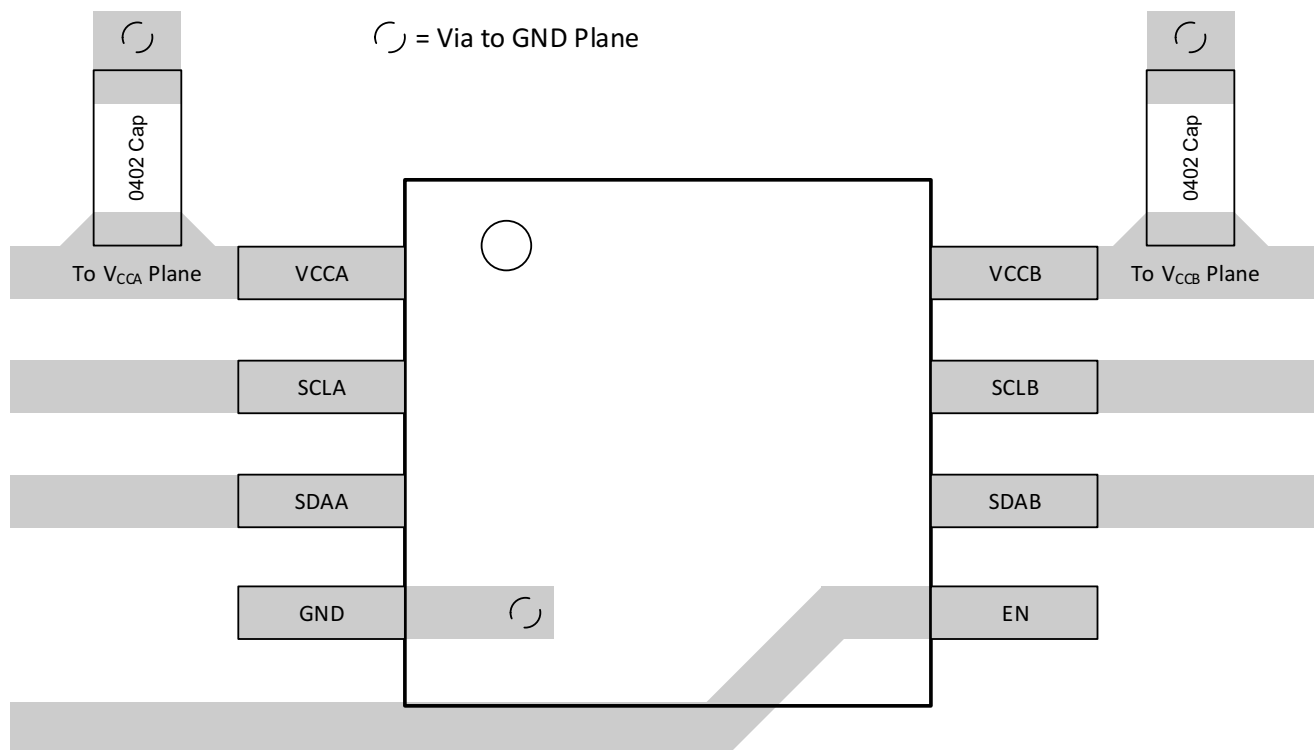 = Via to GND Plane
0402 Cap
0402 Cap
To VCCA Plane
VCCA
VCCB
To VCCB Plane
SCLA
SCLB
SDAA
SDAB
GND
EN